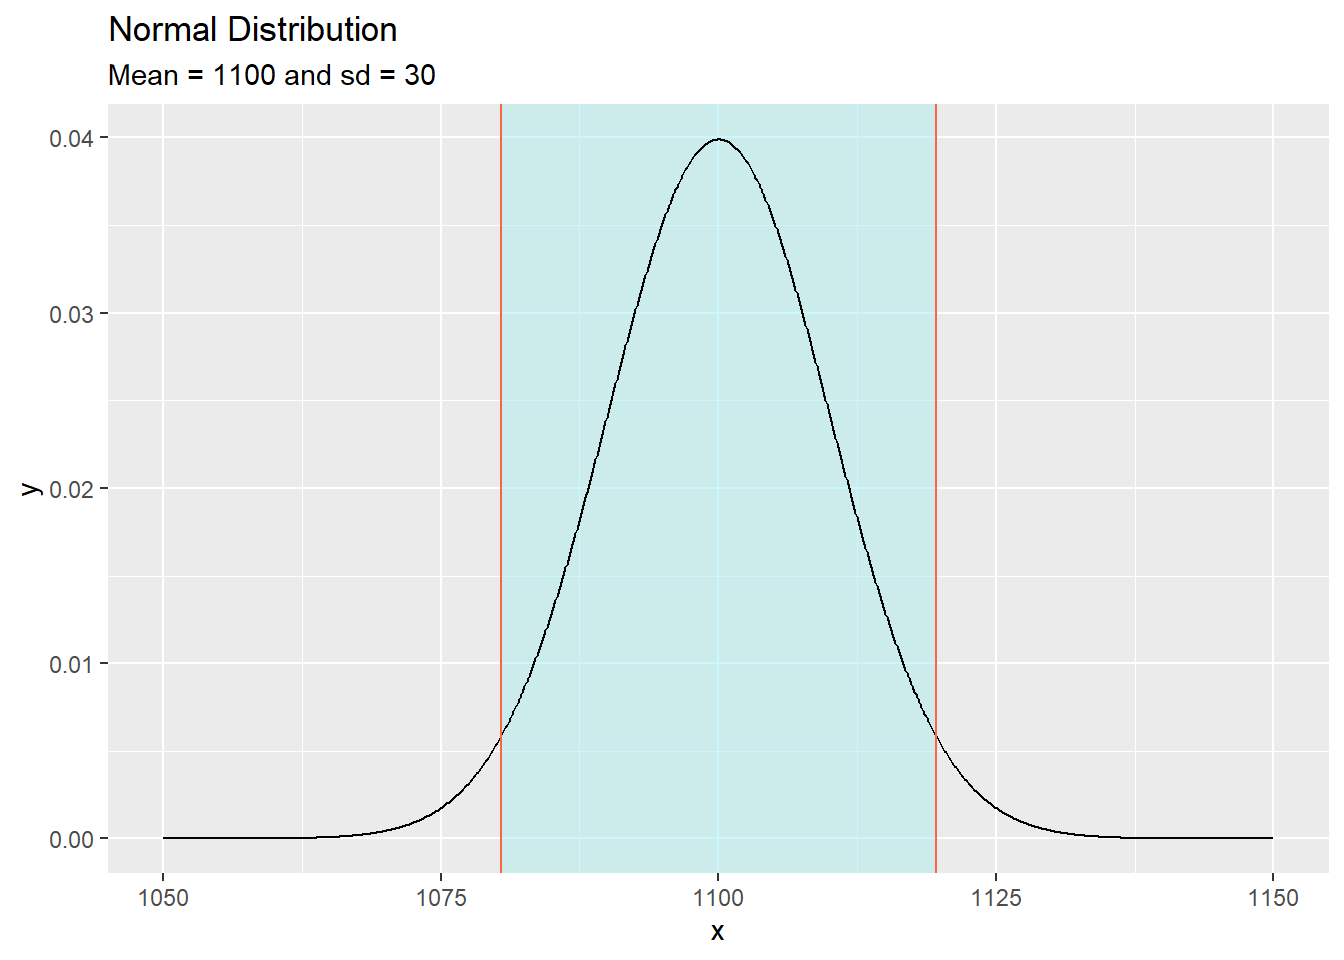 Normal Distribution
Mean = 1100 and sd = 30
0.04
0.03
0.02
0.01
0.00
y
1050 1075 1100 1125 1150
x